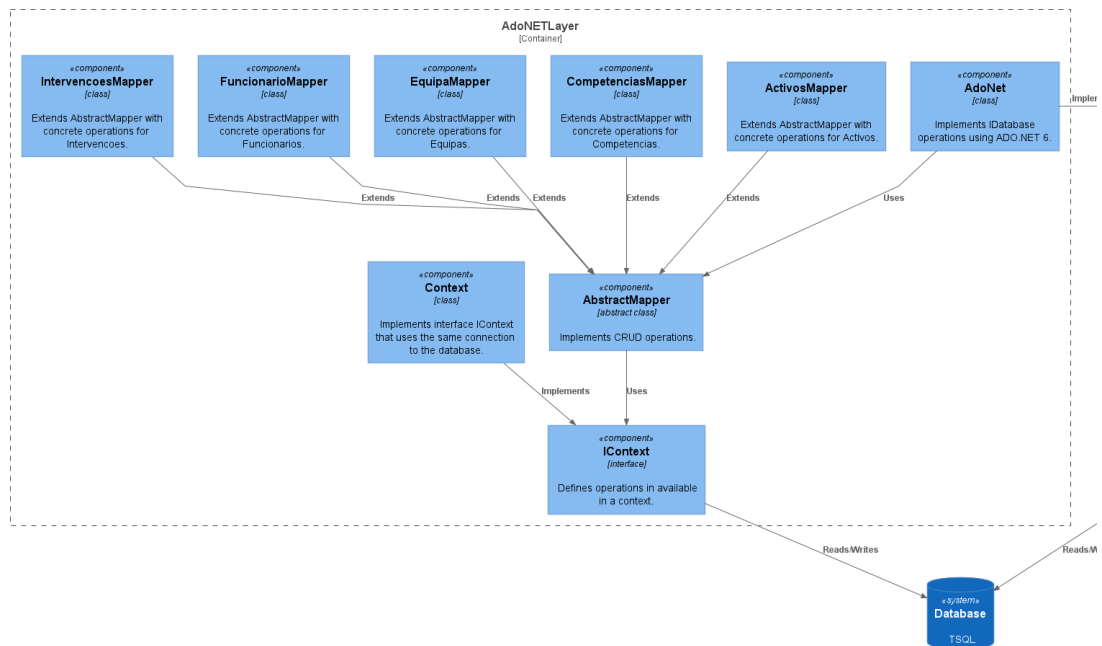 AdoNETLayer
[Container]
«component»
IntervencoesMapper
[class]
Extends AbstractMapper with
concrete operations for
Intervencoes.
«component»
FuncionarioMapper
[class]
Extends AbstractMapper with
concrete operations for
Funcionarios.
«component»
EquipaMapper
[class]
Extends AbstractMapper with
concrete operations for
Equipas.
«component»
CompetenciasMapper
[class]
Extends AbstractMapper with
concrete operations for
Competencias.
«component»
ActivosMapper
[class]
Extends AbstractMapper with
concrete operations for Activos.
«component»
AdoNet
[class]
Implements IDatabase
operations using ADO.NET 6.
Implem
Extends
Extends
Extends
Extends
Extends
Uses
«component»
Context
[class]
Implements interface IContext
that uses the same connection
to the database.
«component»
AbstractMapper
[abstract class]
Implements CRUD operations.
Implements
Uses
«component»
IContext
[interface]
Defines operations in available
in a context.
Reads/Writes
Reads/W
«system»
Database
TSQL